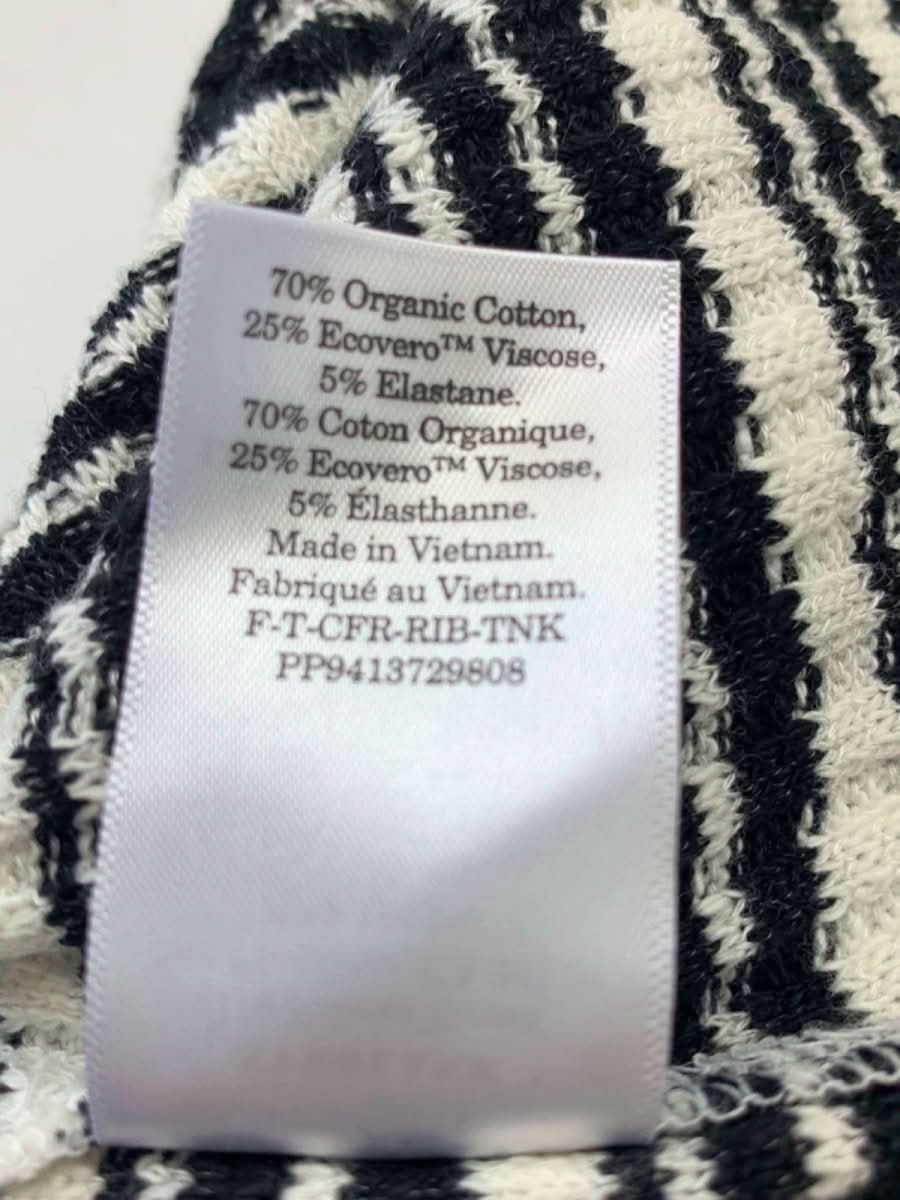 70% Organic Cotton,
25% Ecovero™ Viscose,
5% Elastane.
70% Coton Organique,
25% Ecovero™ Viscose,
5% Élasthanne.
Made in Vietnam.
Fabriqué au Vietnam.
F-T-CFR-RIB-TNK
PP9413729808